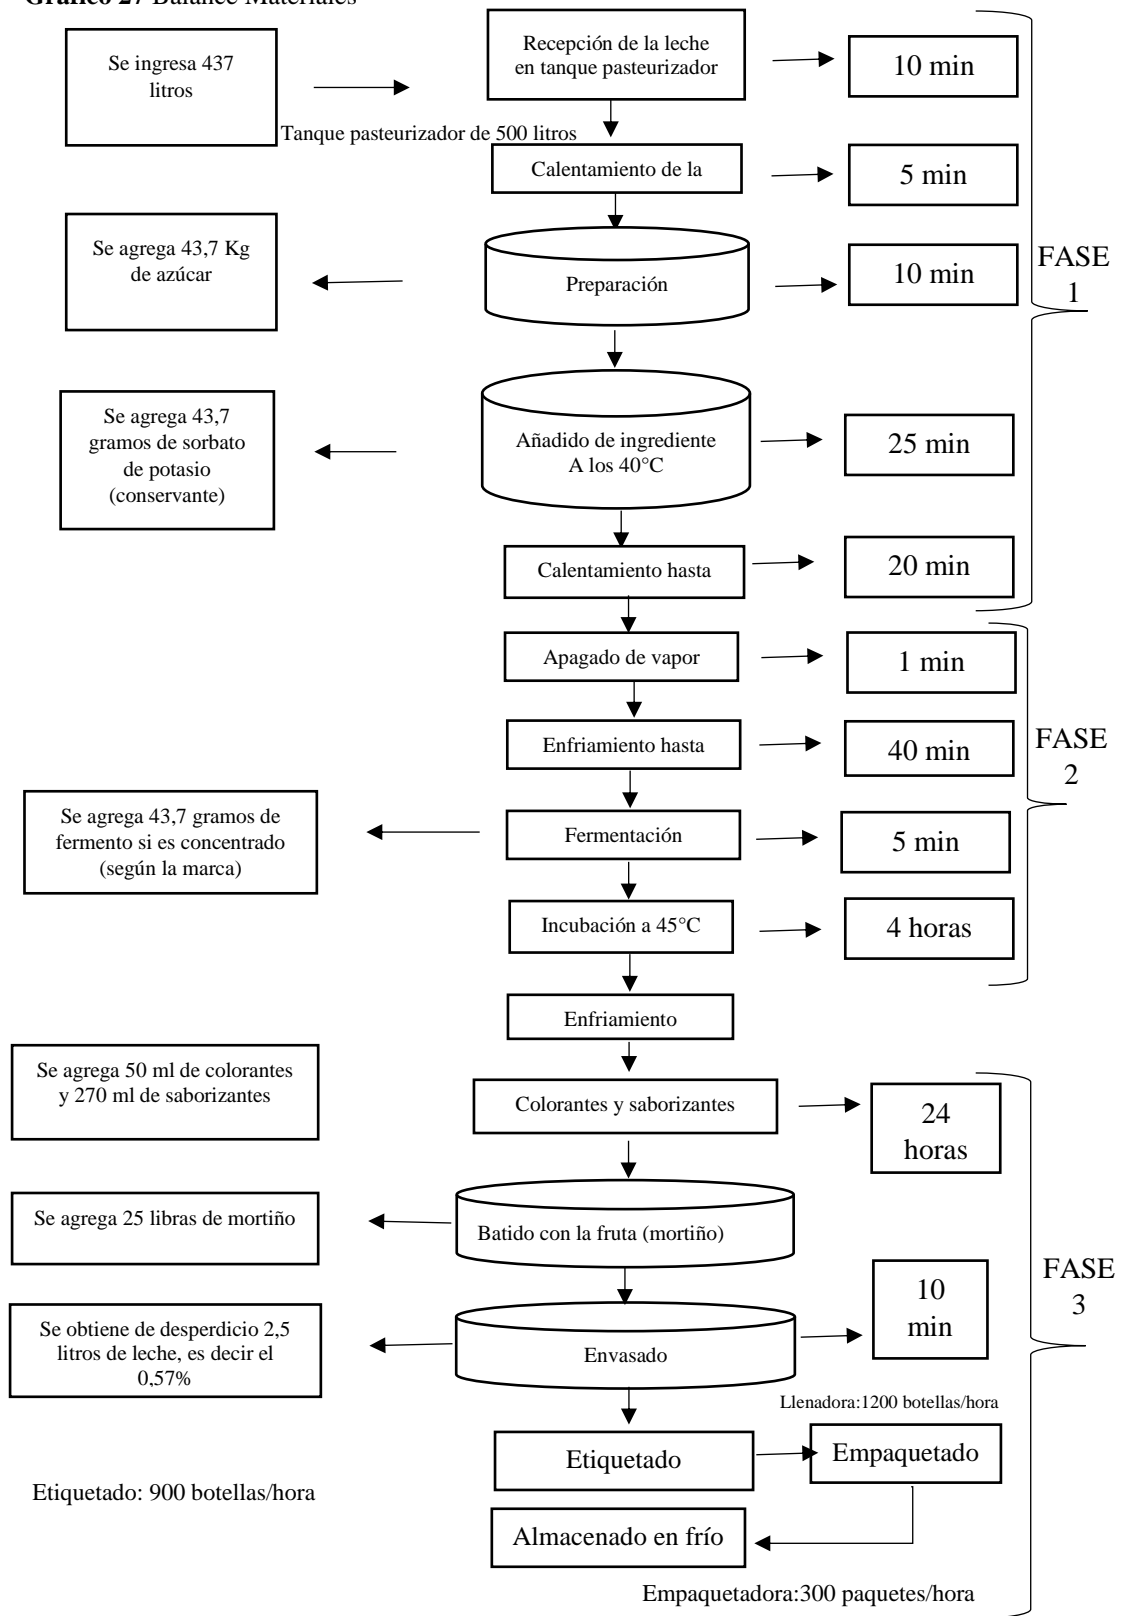 Gráfico 27 Balance Materiales
Se ingresa 437
litros
Recepción de la leche
en tanque pasteurizador
10 min
Tanque pasteurizador de 500 litros
Calentamiento de la
5 min
Se agrega 43,7 Kg
de azúcar
Preparación
10 min
FASE
1
Se agrega 43,7
gramos de sorbato
de potasio
(conservante)
Añadido de ingrediente
A los 40°C
25 min
Calentamiento hasta
20 min
Apagado de vapor
1 min
Enfriamiento hasta
40 min
FASE
2
Se agrega 43,7 gramos de
fermento si es concentrado
(según la marca)
Fermentación
5 min
Incubación a 45°C
4 horas
Enfriamiento
Se agrega 50 ml de colorantes
y 270 ml de saborizantes
Colorantes y saborizantes
24
horas
Se agrega 25 libras de mortiño
Batido con la fruta (mortiño)
FASE
3
Se obtiene de desperdicio 2,5
litros de leche, es decir el
0,57%
Envasado
10
min
Llenadora:1200 botellas/hora
Etiquetado
Empaquetado
Etiquetado: 900 botellas/hora
Almacenado en frío
Empaquetadora:300 paquetes/hora